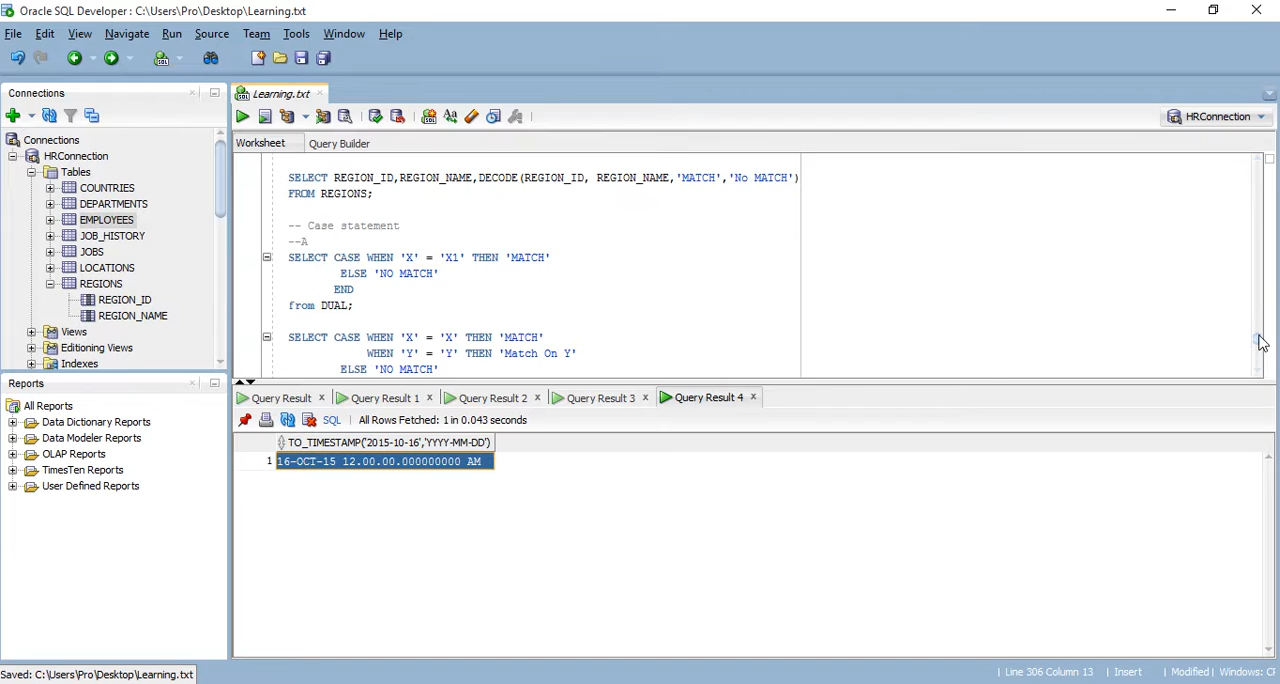 Oracle SQL Developer : C:\Users\Pro\Desktop\Learning.txt
File Edit View Navigate Run Source Team Tools Window Help
Connections
Connections
HRConnection
Tables
COUNTRIES
DEPARTMENTS
EMPLOYEES
JOB_HISTORY
JOBS
LOCATIONS
REGIONS
REGION_ID
REGION_NAME
Views
Editioning Views
Indexes
Reports
All Reports
Data Dictionary Reports
Data Modeler Reports
OLAP Reports
TimesTen Reports
User Defined Reports
Learning.txt
HRConnection
Worksheet Query Builder
SELECT REGION_ID,REGION_NAME,DECODE(REGION_ID, REGION_NAME,'MATCH','No MATCH')
FROM REGIONS;
-- Case statement
--A
SELECT CASE WHEN 'X' = 'X1' THEN 'MATCH'
ELSE 'NO MATCH'
END
from DUAL;
SELECT CASE WHEN 'X' = 'X' THEN 'MATCH'
WHEN 'Y' = 'Y' THEN 'Match On Y'
ELSE 'NO MATCH'
Query Result Query Result 1 Query Result 2 Query Result 3 Query Result 4
SQL All Rows Fetched: 1 in 0.043 seconds
TO_TIMESTAMP('2015-10-16','YYYY-MM-DD')
1 16-OCT-15 12.00.00.000000000 AM
Saved: C:\Users\Pro\Desktop\Learning.txt
Line 306 Column 13 Insert Modified Windows: CF